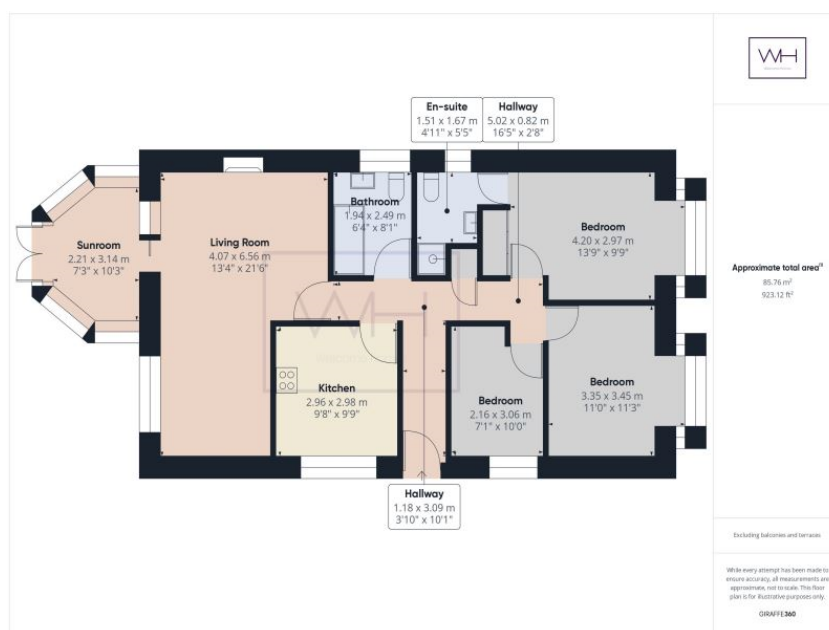 En-suite
1.51 x 1.67 m
4'11" x 5'5"
Hallway
5.02 x 0.82 m
16'5" x 2'8"
Bathroom
1.94 x 2.49 m
6'4" x 8'1"
Sunroom
2.21 x 3.14 m
7'3" x 10'3"
Living Room
4.07 x 6.56 m
13'4" x 21'6"
Bedroom
4.20 x 2.97 m
13'9" x 9'9"
Kitchen
2.96 x 2.98 m
9'8" x 9'9"
Bedroom
2.16 x 3.06 m
7'1" x 10'0"
Bedroom
3.35 x 3.45 m
11'0" x 11'3"
Hallway
1.18 x 3.09 m
3'10" x 10'1"
WH
WH
Approximate total area⁽¹⁾
85.76 m²
923.12 ft²
Excluding balconies and terraces
While every attempt has been made to
ensure accuracy, all measurements are
approximate, not to scale. This floor
plan is for illustrative purposes only.
GIRAFFE360